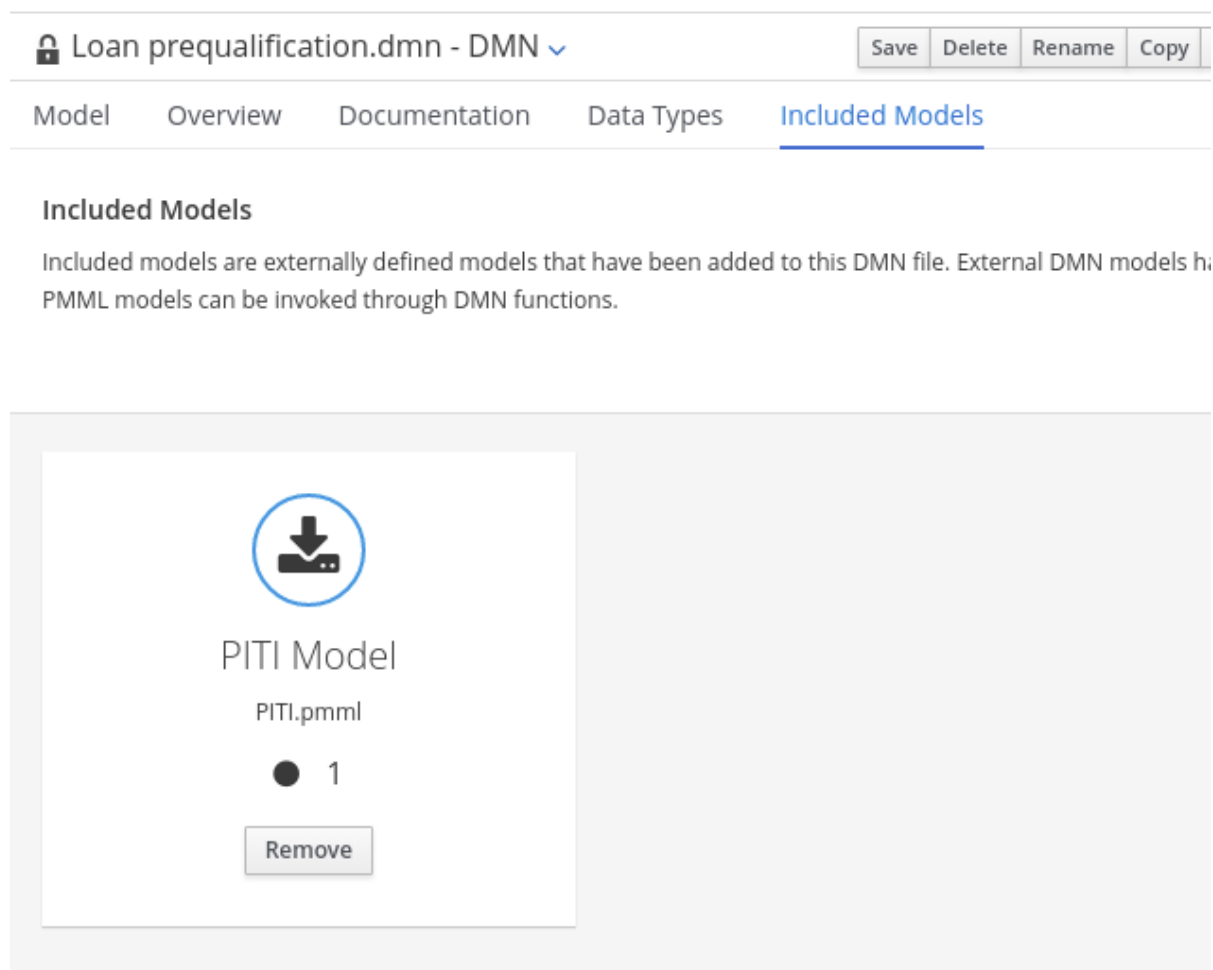 Loan prequalification.dmn - DMN
Save Delete Rename Copy
Model Overview Documentation Data Types Included Models
Included Models
Included models are externally defined models that have been added to this DMN file. External DMN models
PMML models can be invoked through DMN functions.
PITI Model
PITI.pmml
1
Remove